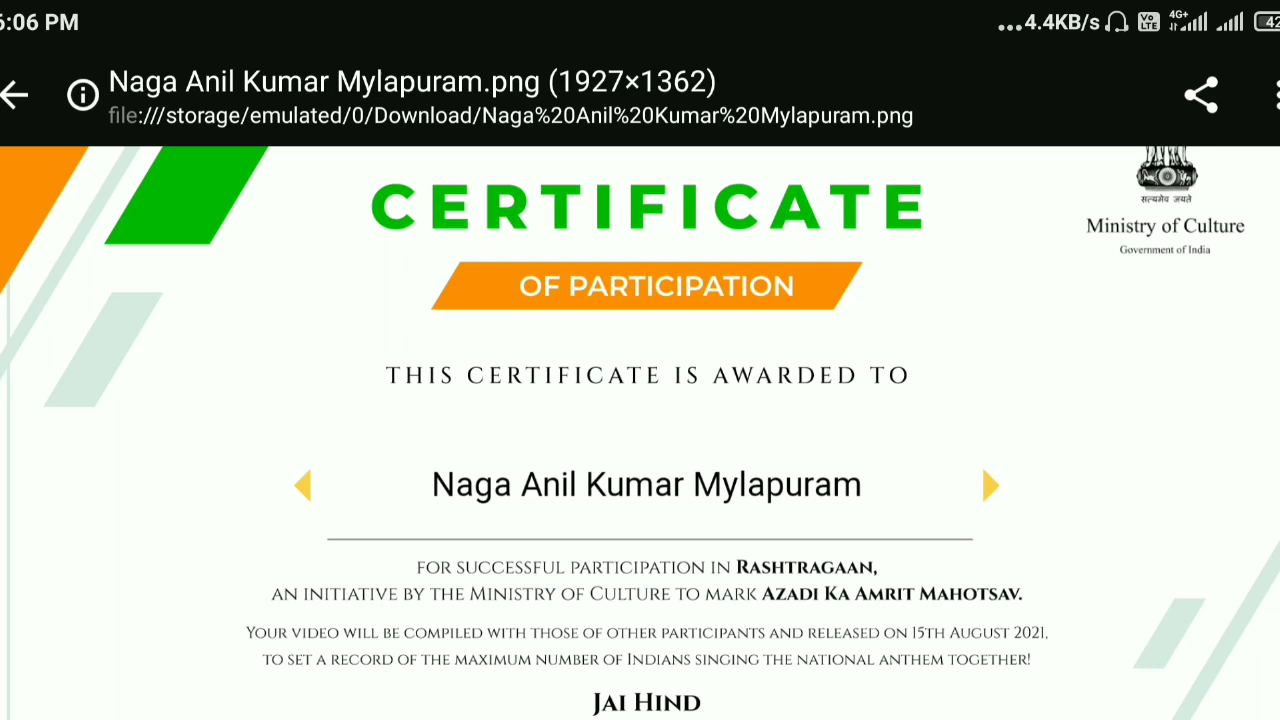 6:06 PM
...4.4KB/s Vo LTE 4G+ 42
Naga Anil Kumar Mylapuram.png (1927×1362)
file:///storage/emulated/0/Download/Naga%20Anil%20Kumar%20Mylapuram.png
CERTIFICATE
सत्यमेव जयते
Ministry of Culture
Government of India
OF PARTICIPATION
THIS CERTIFICATE IS AWARDED TO
Naga Anil Kumar Mylapuram
FOR SUCCESSFUL PARTICIPATION IN RASHTRAGAAN,
AN INITIATIVE BY THE MINISTRY OF CULTURE TO MARK AZADI KA AMRIT MAHOTSAV.
YOUR VIDEO WILL BE COMPILED WITH THOSE OF OTHER PARTICIPANTS AND RELEASED ON 15TH AUGUST 2021,
TO SET A RECORD OF THE MAXIMUM NUMBER OF INDIANS SINGING THE NATIONAL ANTHEM TOGETHER!
JAI HIND